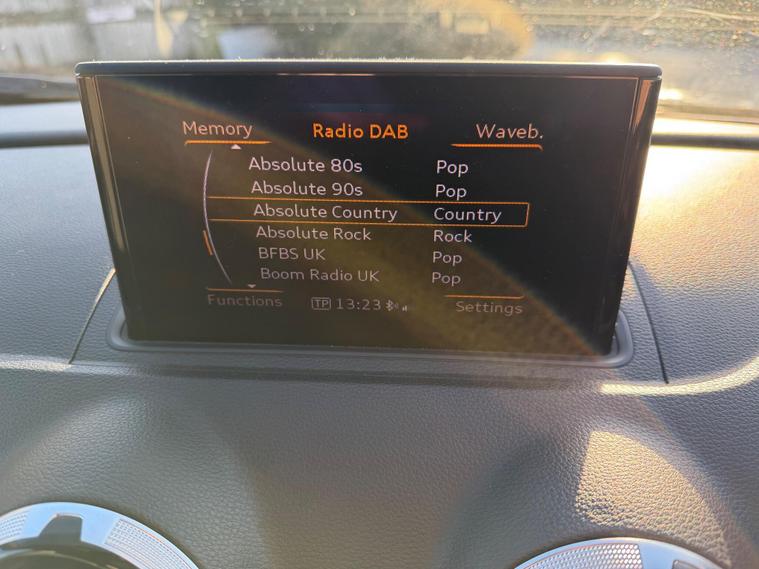 Memory Radio DAB Waveb.
Absolute 80s Pop
Absolute 90s Pop
Absolute Country Country
Absolute Rock Rock
BFBS UK Pop
Boom Radio UK Pop
Functions TP 13:23 Settings